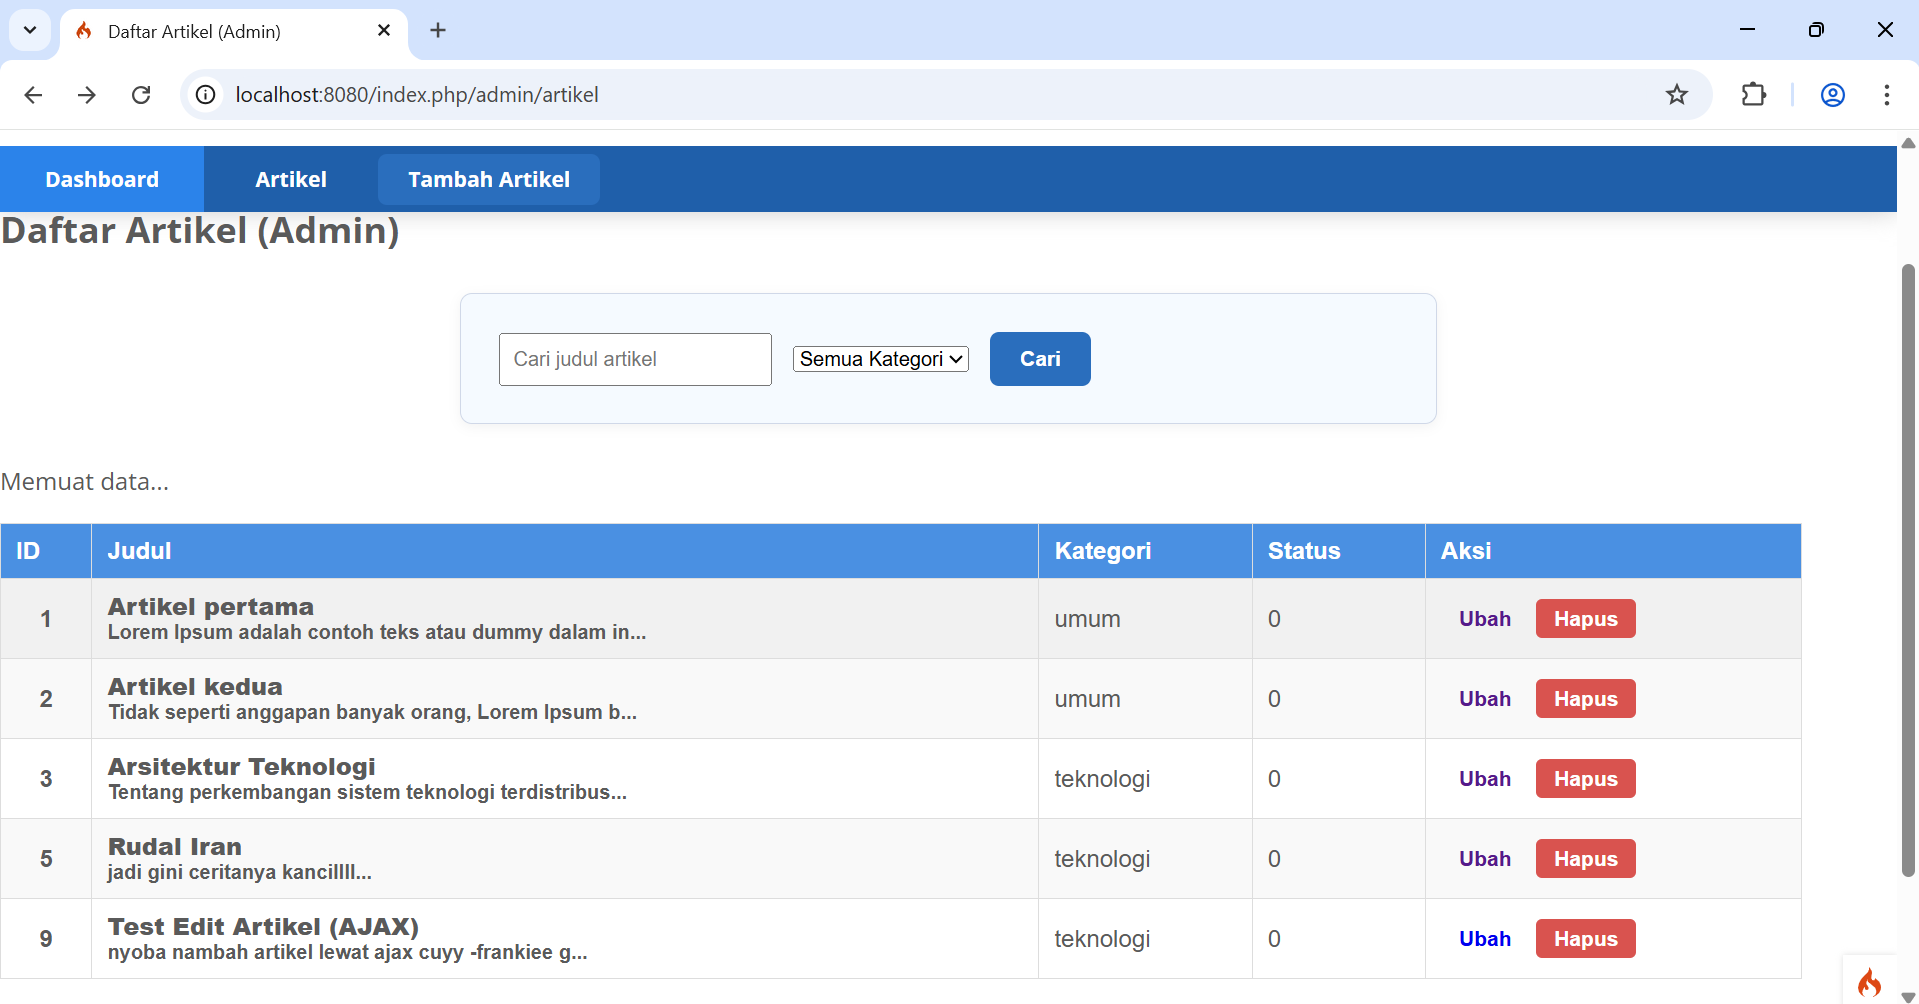 Daftar Artikel (Admin)
localhost:8080/index.php/admin/artikel
Dashboard Artikel Tambah Artikel
Daftar Artikel (Admin)
Cari judul artikel Semua Kategori Cari
Memuat data...
ID Judul Kategori Status Aksi
Artikel pertama
1 umum 0 Ubah Hapus
Lorem Ipsum adalah contoh teks atau dummy dalam in...
Artikel kedua
2 umum 0 Ubah Hapus
Tidak seperti anggapan banyak orang, Lorem Ipsum b...
Arsitektur Teknologi
3 teknologi 0 Ubah Hapus
Tentang perkembangan sistem teknologi terdistribus...
Rudal Iran
5 teknologi 0 Ubah Hapus
jadi gini ceritanya kancillll...
Test Edit Artikel (AJAX)
9 teknologi 0 Ubah Hapus
nyoba nambah artikel lewat ajax cuyy -frankiee g...